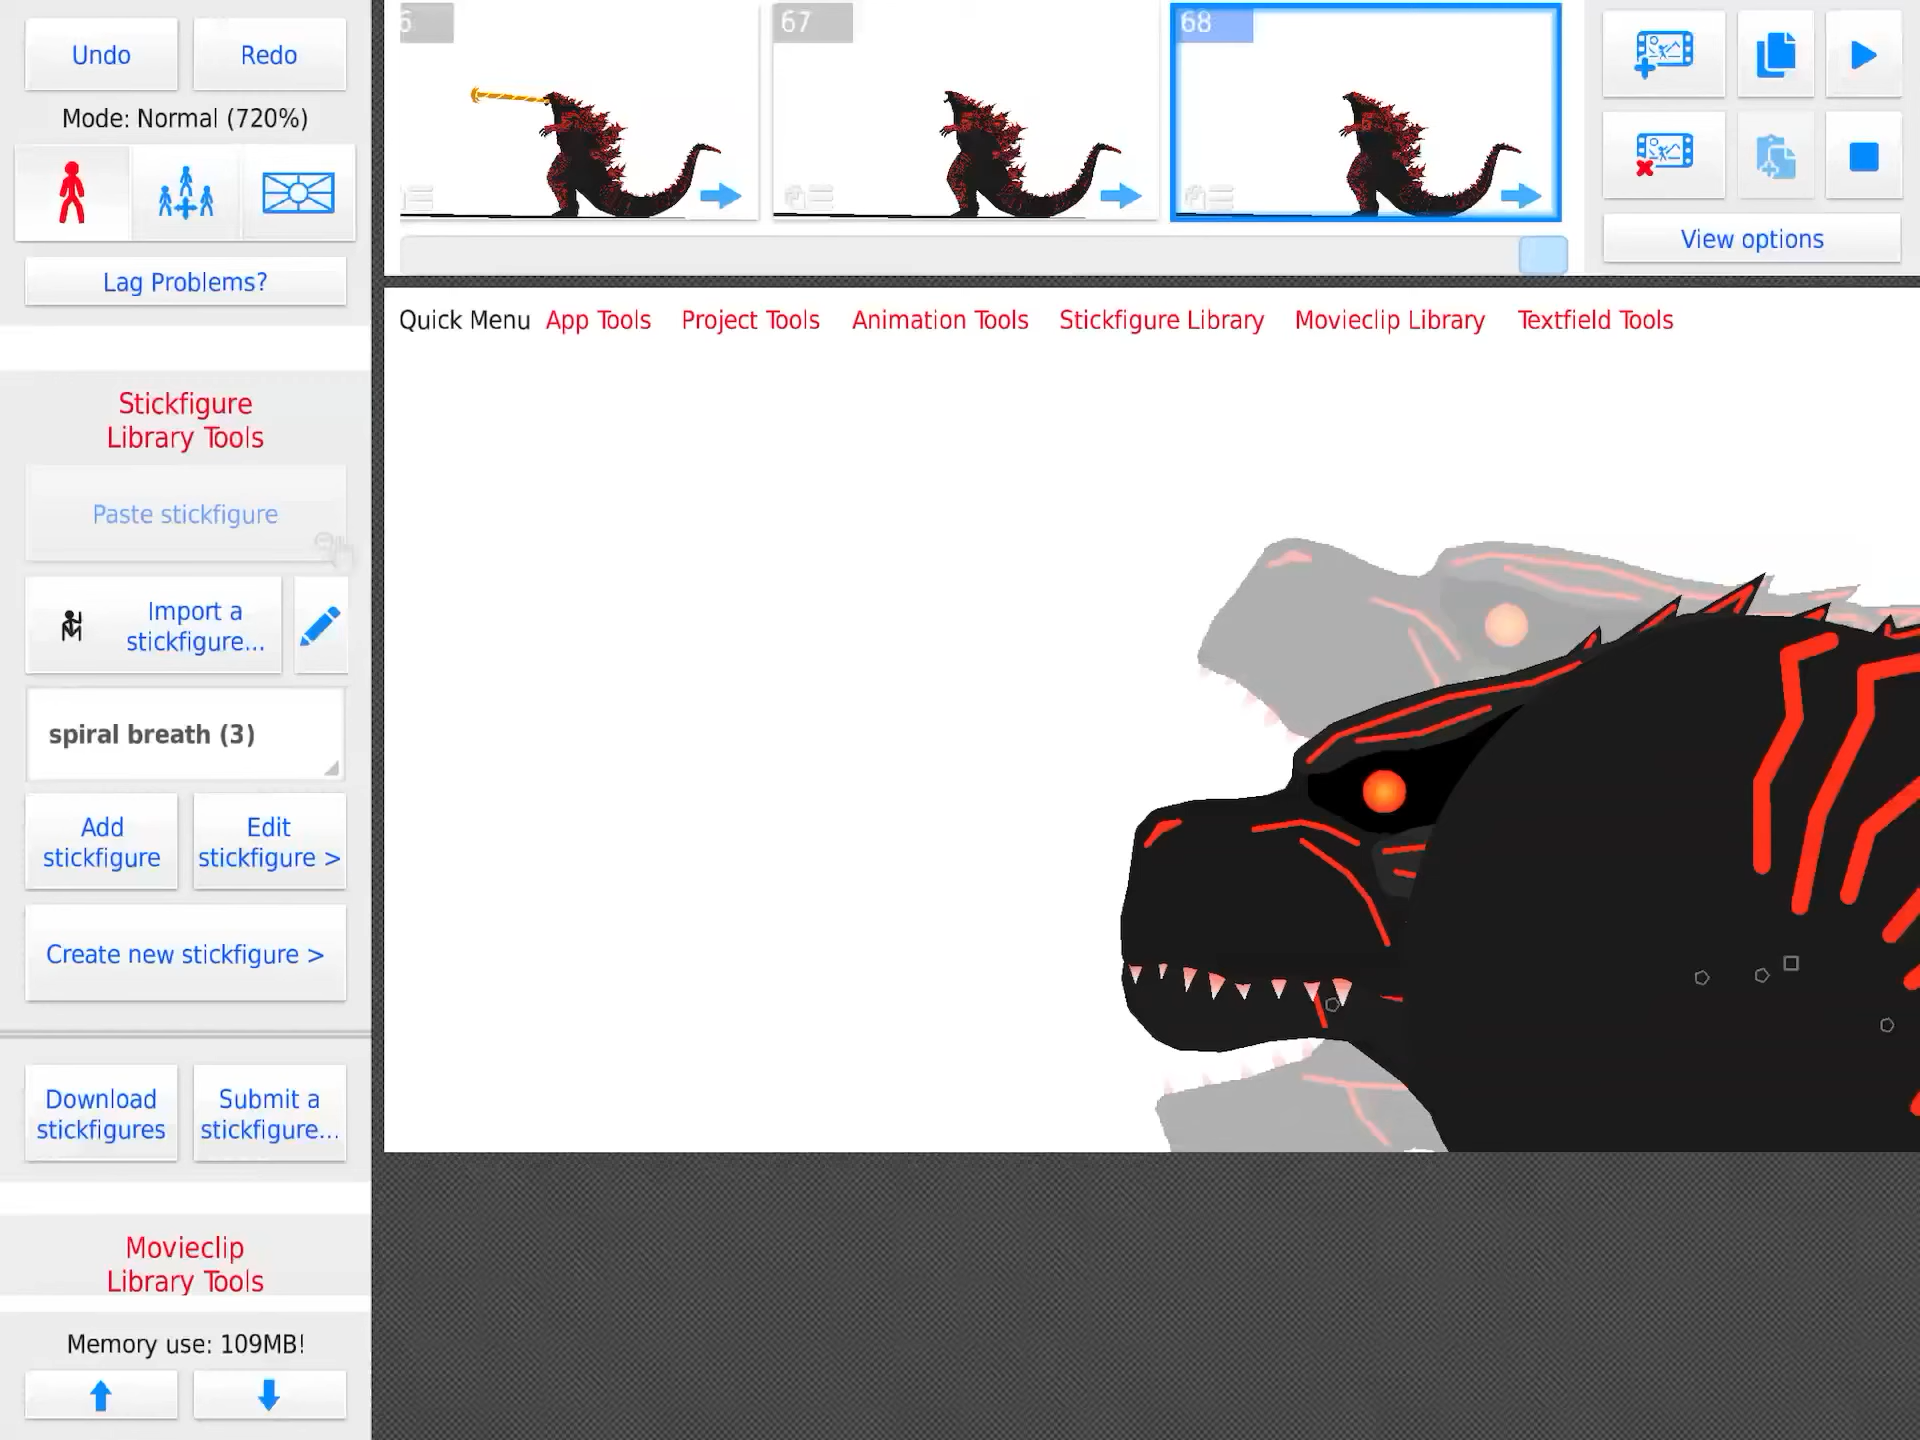 Undo
Redo
Mode: Normal (720%)
Lag Problems?
Stickfigure
Library Tools
Paste stickfigure
Import a
stickfigure...
spiral breath (3)
Add
stickfigure
Edit
stickfigure >
Create new stickfigure >
Download
stickfigures
Submit a
stickfigure...
Movieclip
Library Tools
Memory use: 109MB!
6
67
68
View options
Quick Menu
App Tools
Project Tools
Animation Tools
Stickfigure Library
Movieclip Library
Textfield Tools